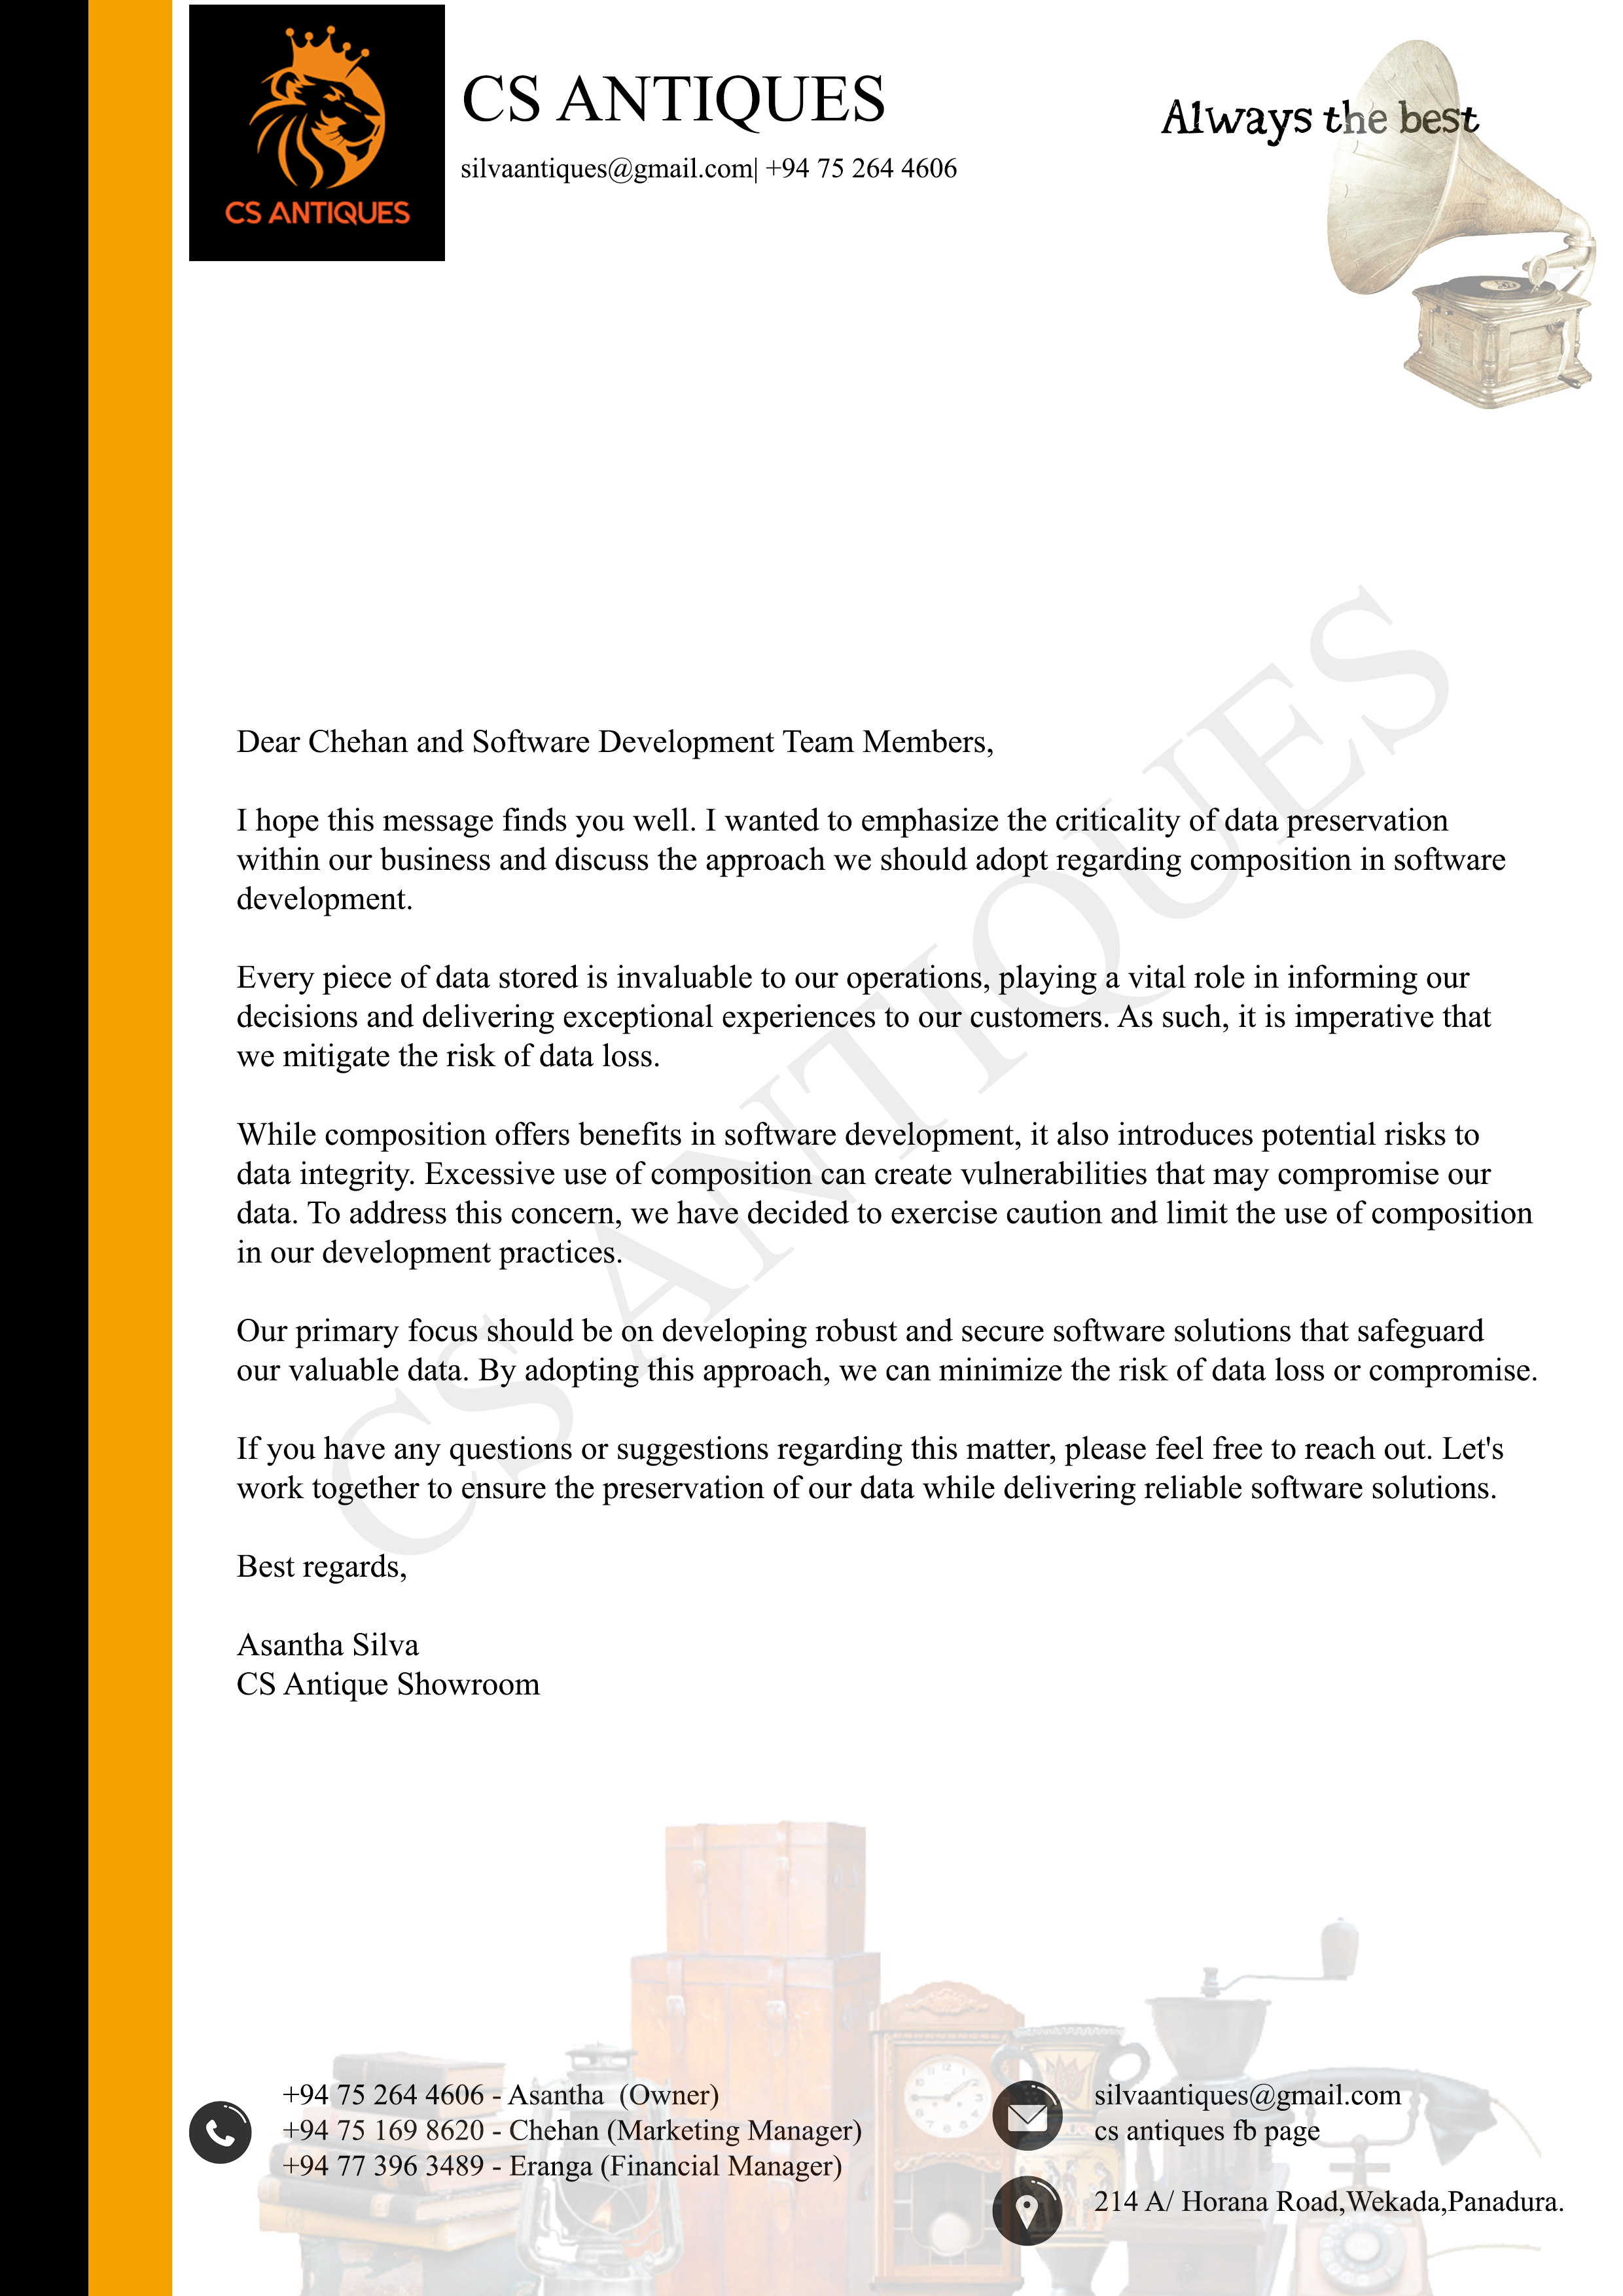 CS ANTIQUES
CS ANTIQUES
silvaantiques@gmail.com| +94 75 264 4606
Always the best
Dear Chehan and Software Development Team Members,
I hope this message finds you well. I wanted to emphasize the criticality of data preservation
within our business and discuss the approach we should adopt regarding composition in software
development.
Every piece of data stored is invaluable to our operations, playing a vital role in informing our
decisions and delivering exceptional experiences to our customers. As such, it is imperative that
we mitigate the risk of data loss.
While composition offers benefits in software development, it also introduces potential risks to
data integrity. Excessive use of composition can create vulnerabilities that may compromise our
data. To address this concern, we have decided to exercise caution and limit the use of composition
in our development practices.
Our primary focus should be on developing robust and secure software solutions that safeguard
our valuable data. By adopting this approach, we can minimize the risk of data loss or compromise.
If you have any questions or suggestions regarding this matter, please feel free to reach out. Let's
work together to ensure the preservation of our data while delivering reliable software solutions.
Best regards,
Asantha Silva
CS Antique Showroom
CS ANTIQUES
+94 75 264 4606 - Asantha  (Owner)
+94 75 169 8620 - Chehan (Marketing Manager)
+94 77 396 3489 - Eranga (Financial Manager)
silvaantiques@gmail.com
cs antiques fb page
214 A/ Horana Road,Wekada,Panadura.